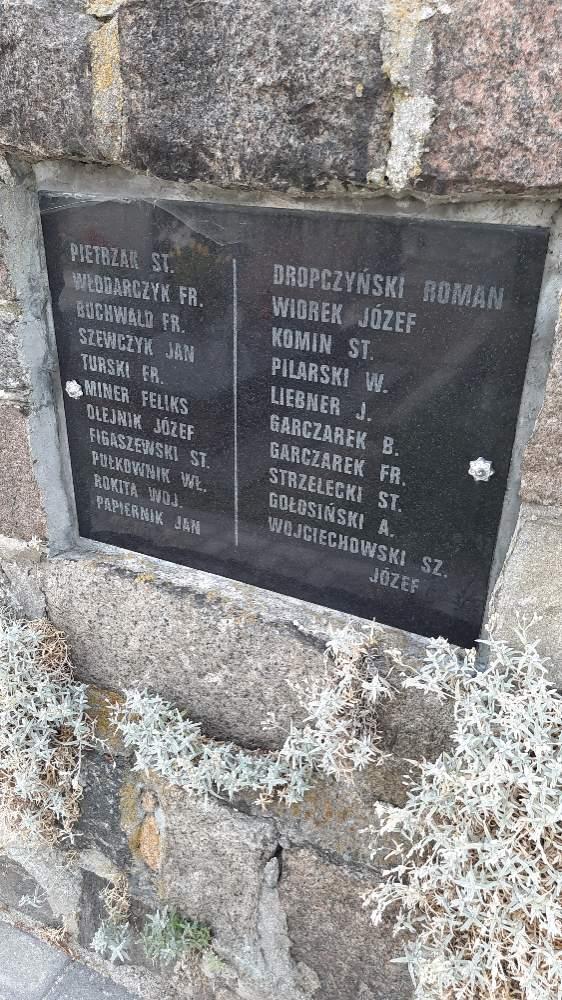 PIETRZAK ST.
WŁODARCZYK FR.
BUCHWALD FR.
SZEWCZYK JAN
TURSKI FR.
MINER FELIKS
OLEJNIK JÓZEF
FIGASZEWSKI ST.
PUŁKOWNIK WŁ.
ROKITA WOJ.
PAPIERNIK JAN
DROPCZYŃSKI ROMAN
WIOREK JÓZEF
KOMIN ST.
PILARSKI W.
LIEBNER J.
GARCZAREK B.
GARCZAREK FR.
STRZELECKI ST.
GOŁOSIŃSKI A.
WOJCIECHOWSKI SZ.
JÓZEF